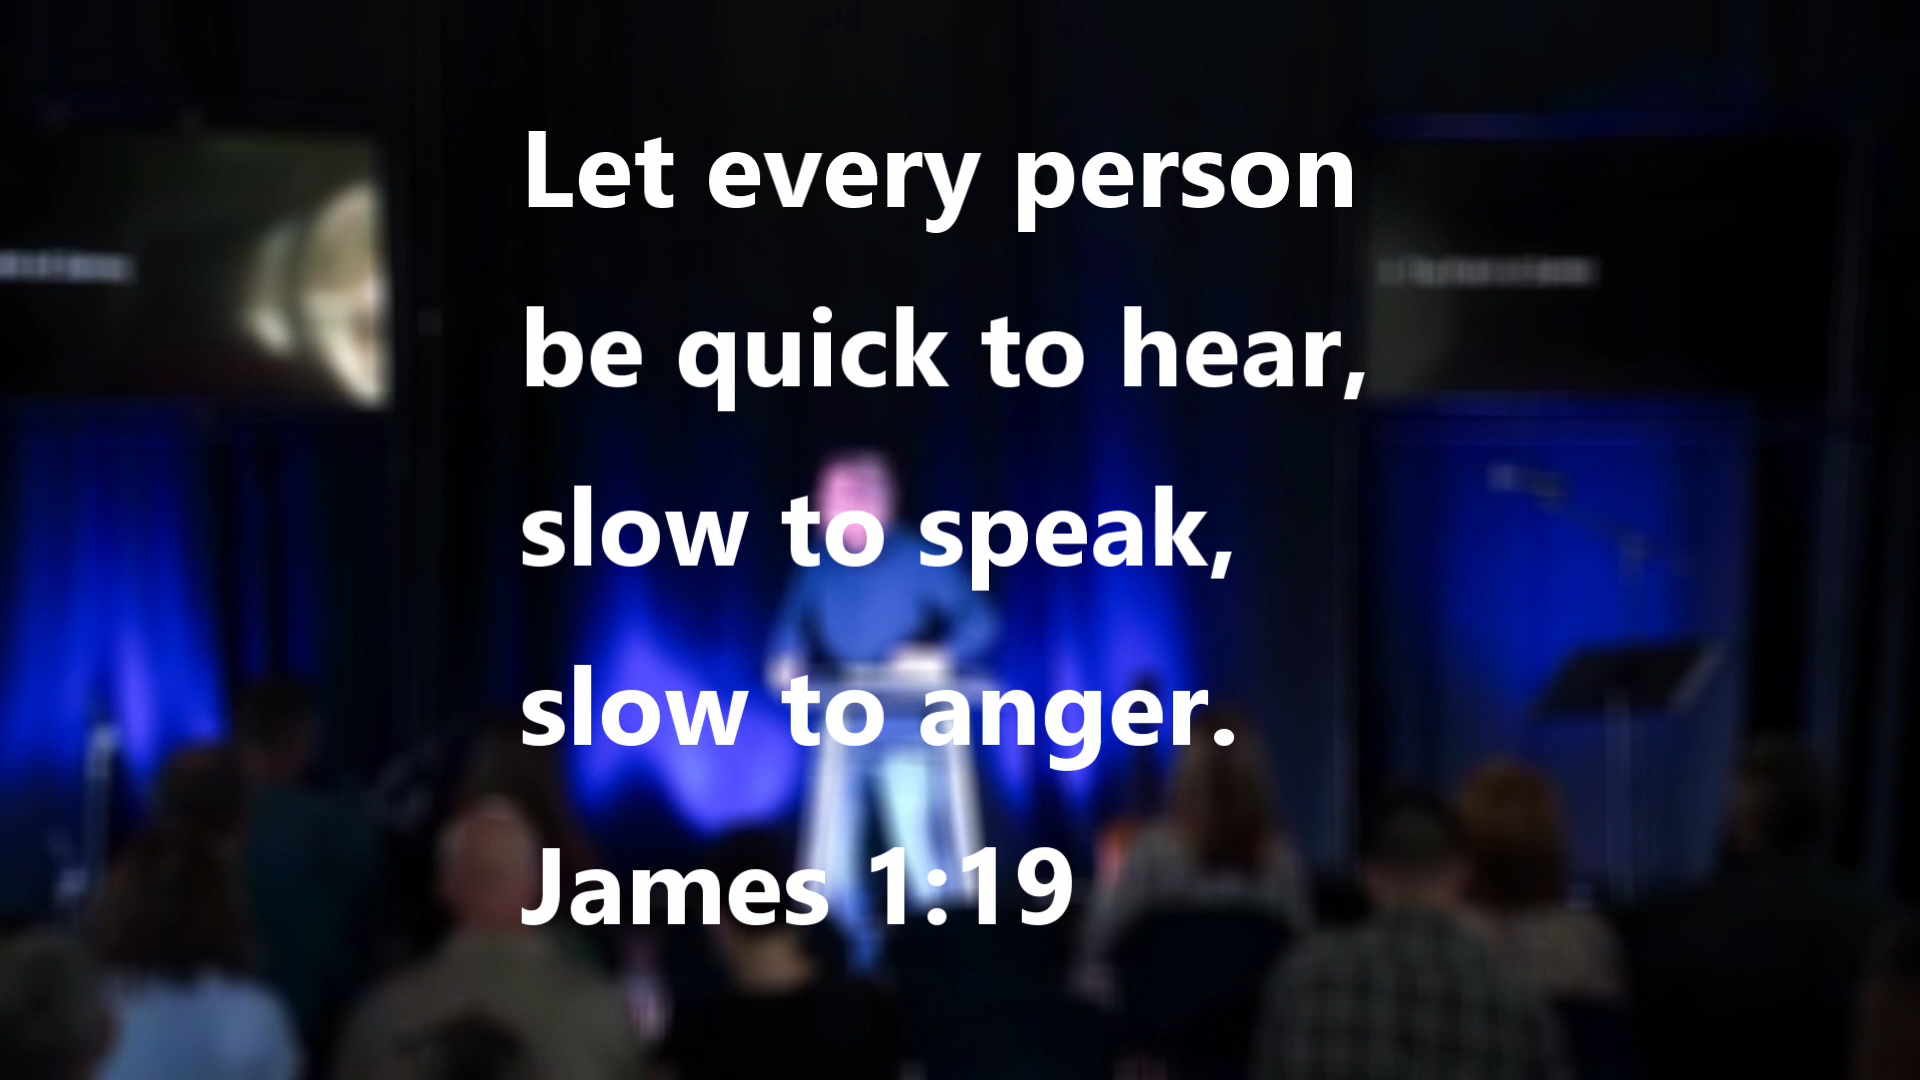 Let every person
be quick to hear,
slow to speak,
slow to anger.
James 1:19